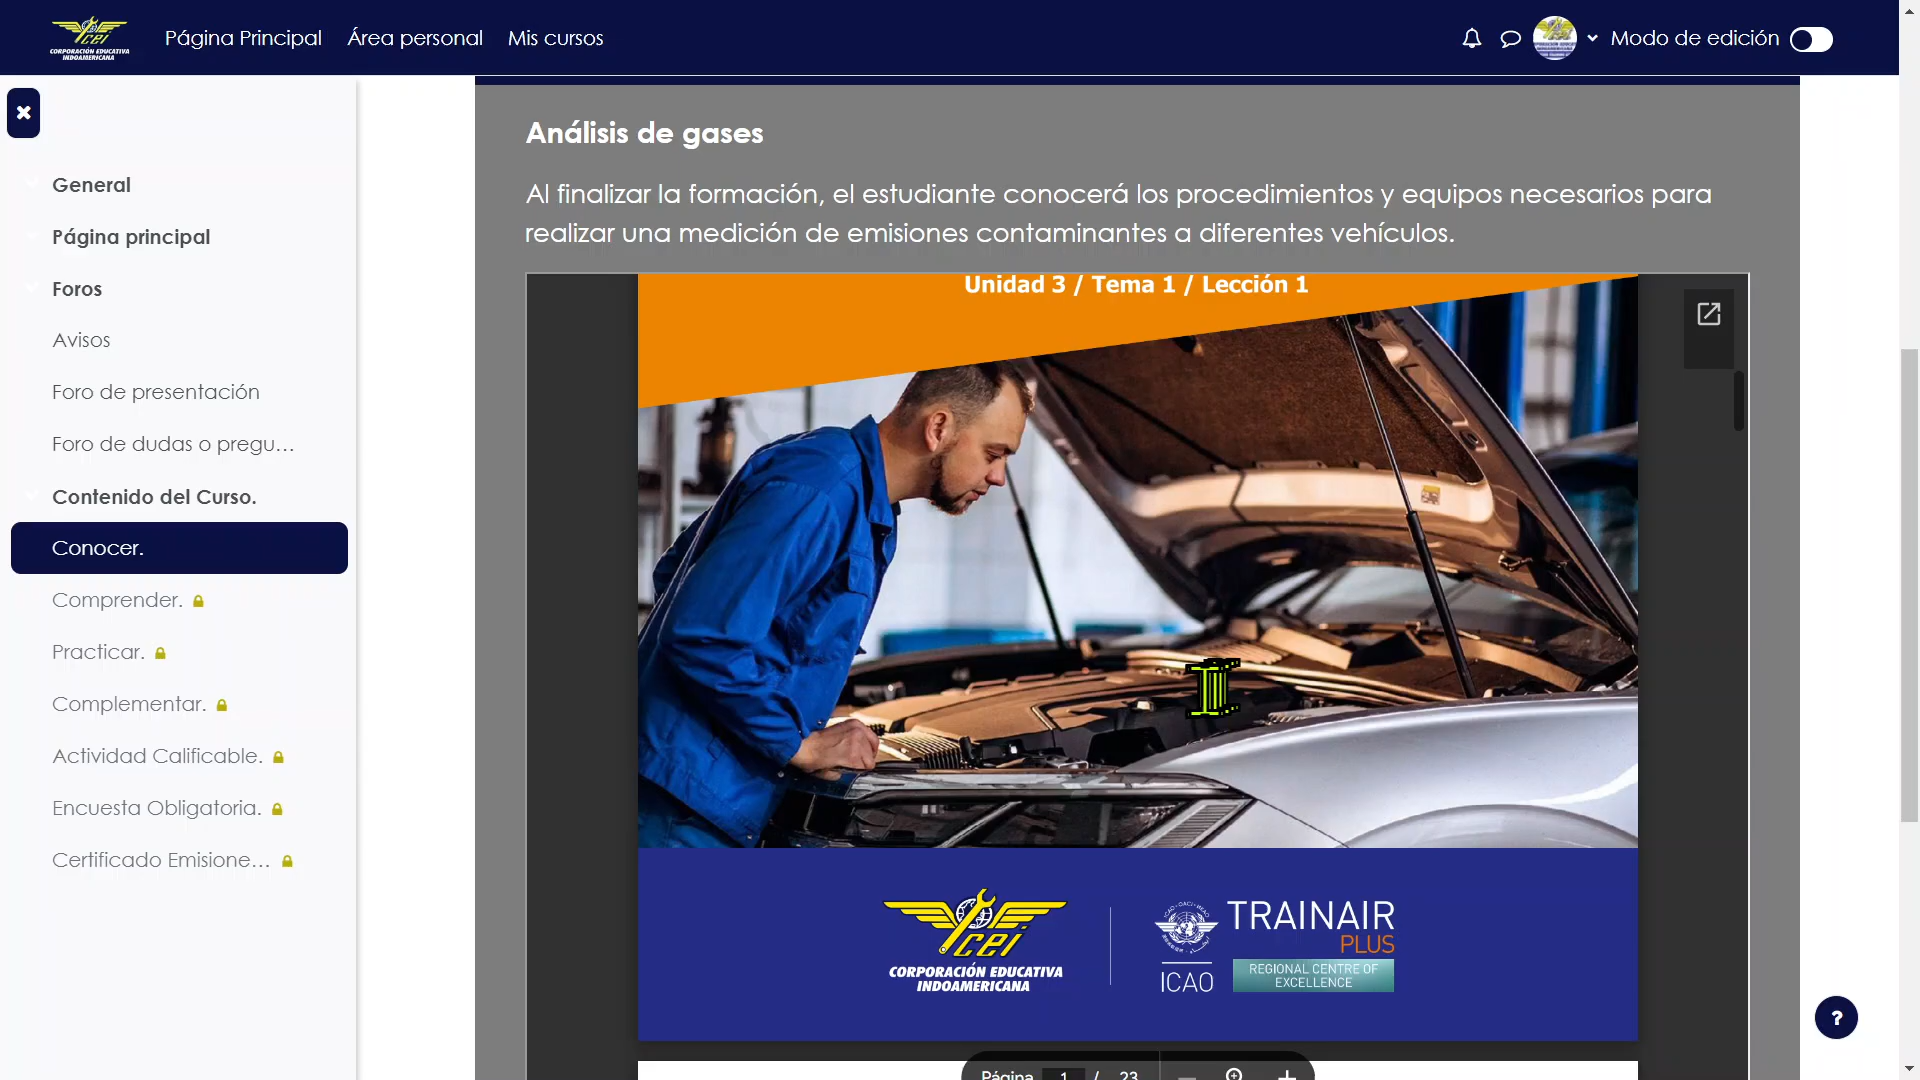 Página Principal
Área personal
Mis cursos
Modo de edición
CORPORACIÓN EDUCATIVA
INDOAMERICANA
General
Página principal
Foros
Avisos
Foro de presentación
Foro de dudas o pregu...
Contenido del Curso.
Conocer.
Comprender.
Practicar.
Complementar.
Actividad Calificable.
Encuesta Obligatoria.
Certificado Emisione...
Análisis de gases
Al finalizar la formación, el estudiante conocerá los procedimientos y equipos necesarios para
realizar una medición de emisiones contaminantes a diferentes vehículos.
Unidad 3 / Tema 1 / Lección 1
cei
CORPORACIÓN EDUCATIVA
INDOAMERICANA
ICAO
TRAINAIR
PLUS
REGIONAL CENTRE OF
EXCELLENCE
Página 1 / 23
?